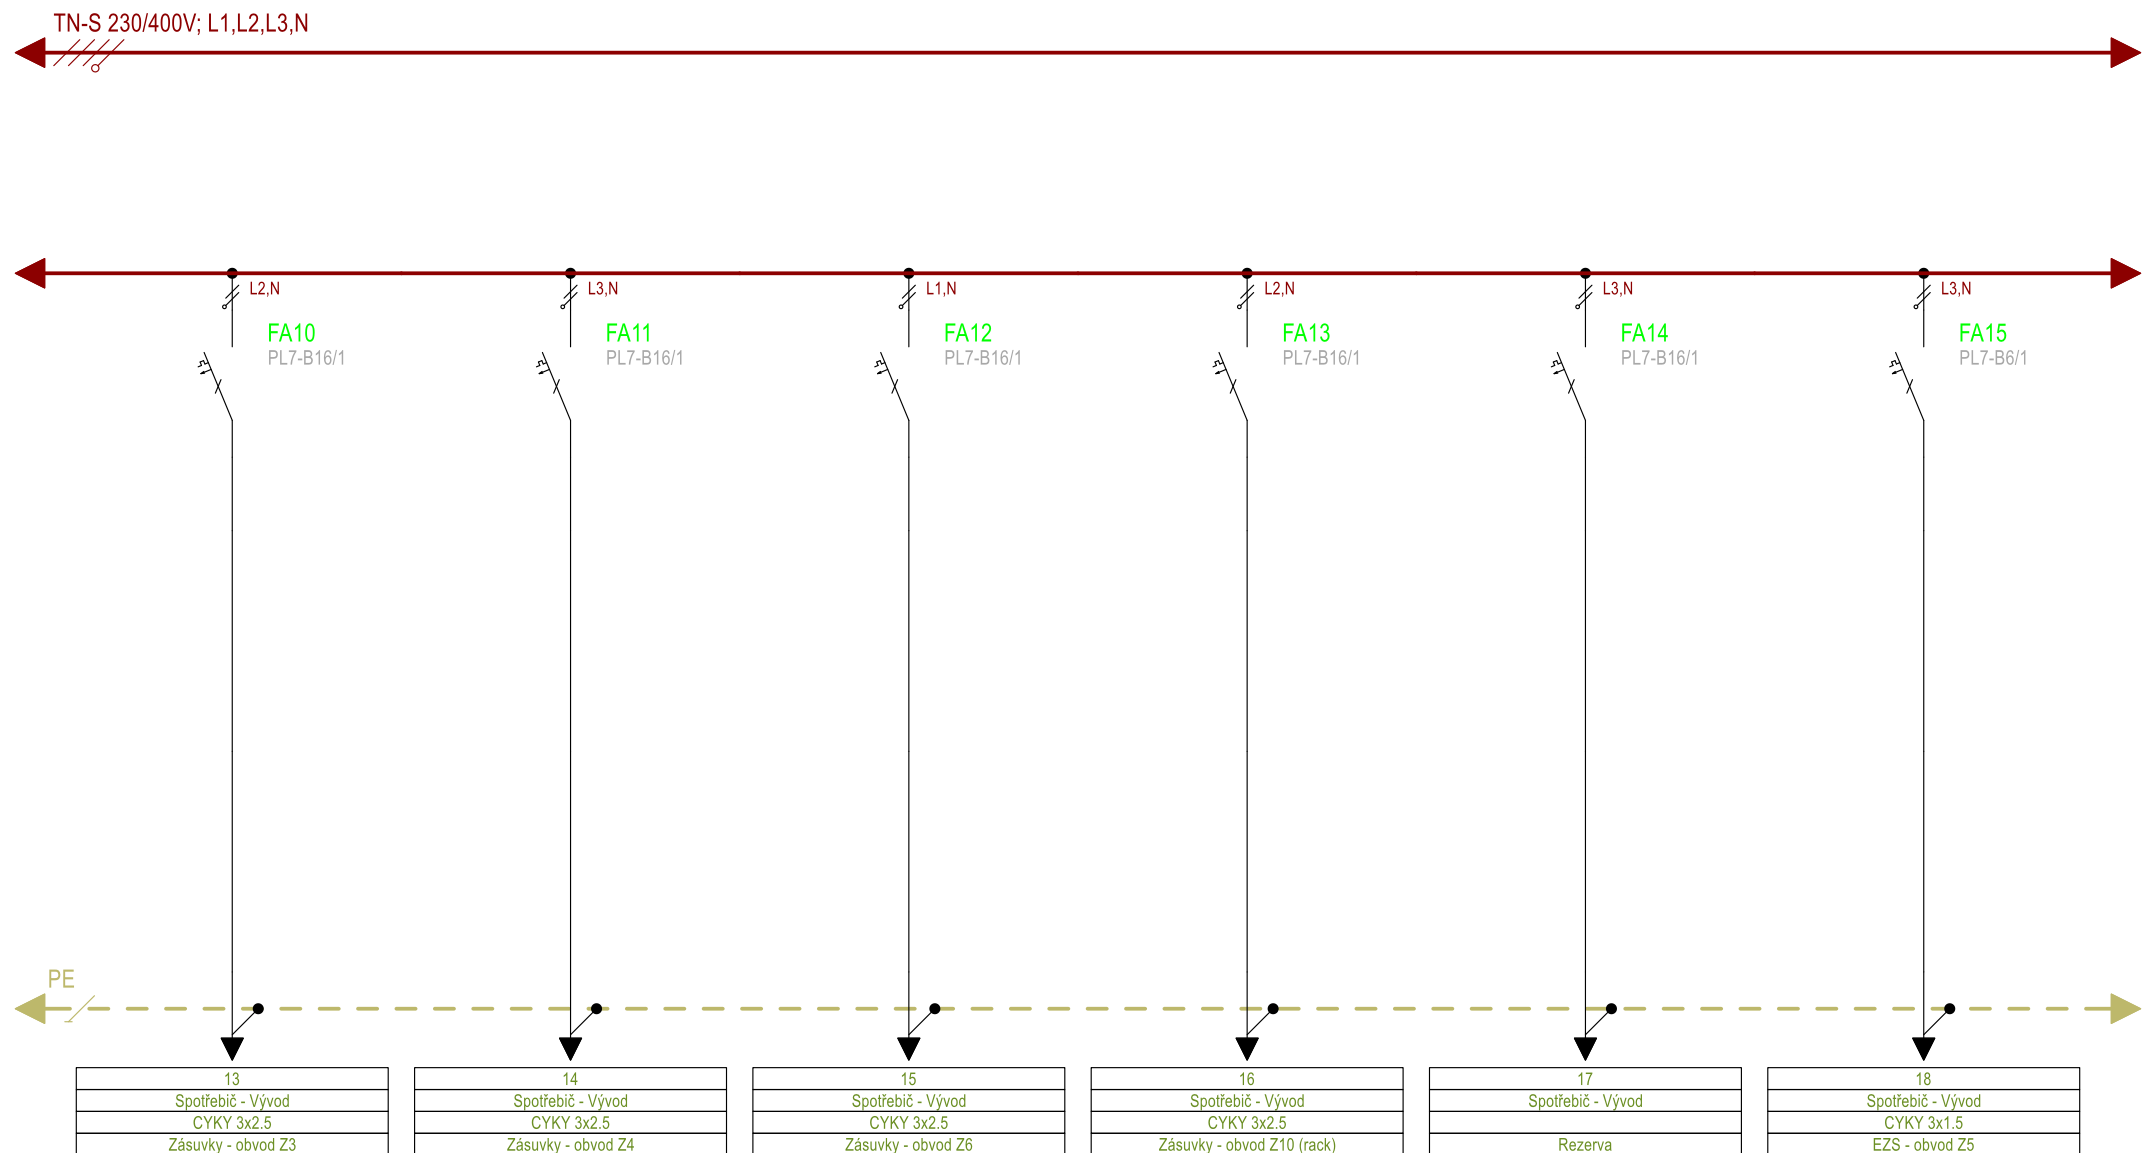 TN-S 230/400V; L1,L2,L3,N
L2,N
L3,N
L1,N
L2,N
L3,N
L3,N
FA10
FA11
FA12
FA13
FA14
FA15
PL7-B16/1
PL7-B16/1
PL7-B16/1
PL7-B16/1
PL7-B16/1
PL7-B6/1
PE
13
14
15
16
17
18
Spotřebič - Vývod
Spotřebič - Vývod
Spotřebič - Vývod
Spotřebič - Vývod
Spotřebič - Vývod
Spotřebič - Vývod
CYKY 3x2.5
CYKY 3x2.5
CYKY 3x2.5
CYKY 3x2.5
CYKY 3x1.5
Zásuvky - obvod Z3
Zásuvky - obvod Z4
Zásuvky - obvod Z6
Zásuvky - obvod Z10 (rack)
Rezerva
EZS - obvod Z5